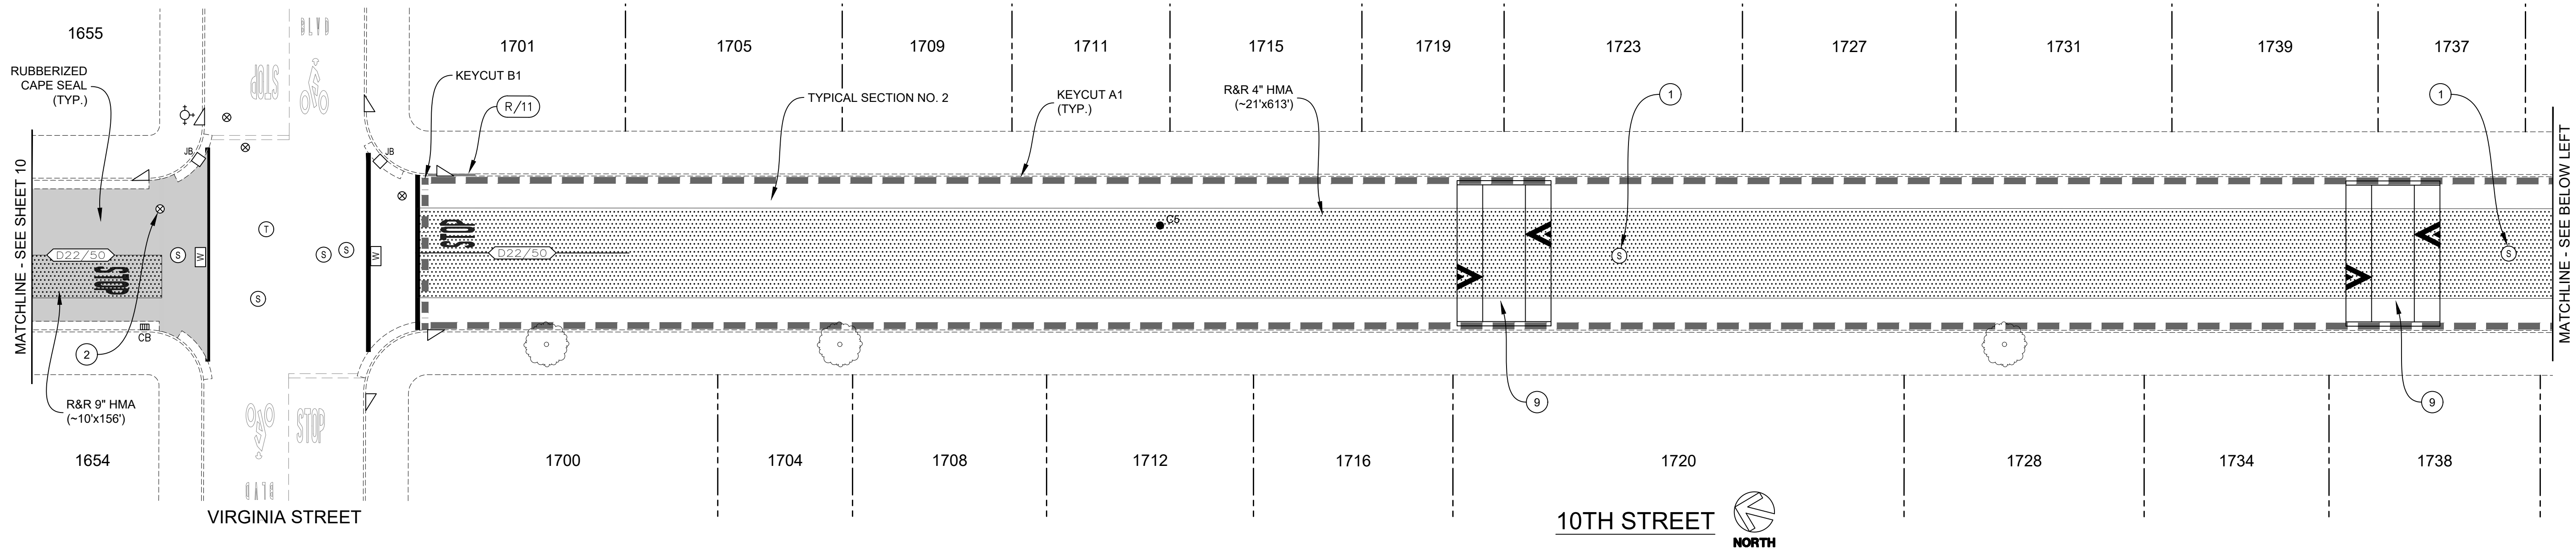 1655
RUBBERIZED
CAPE SEAL
(TYP.)
BLVD
STOP
1701
1705
1709
1711
1715
1719
1723
1727
1731
1739
1737
KEYCUT B1
R/11
TYPICAL SECTION NO. 2
KEYCUT A1
(TYP.)
R&R 4" HMA
(~21'x613')
1
1
JB
JB
MATCHLINE - SEE SHEET 10
MATCHLINE - SEE BELOW LEFT
D22/50
STOP
S
W
T
S
S
S
W
STOP
D22/50
C5
S
S
CB
2
R&R 9" HMA
(~10'x156')
STOP
BLVD
9
9
1654
1700
1704
1708
1712
1716
1720
1728
1734
1738
VIRGINIA STREET
10TH STREET
NORTH